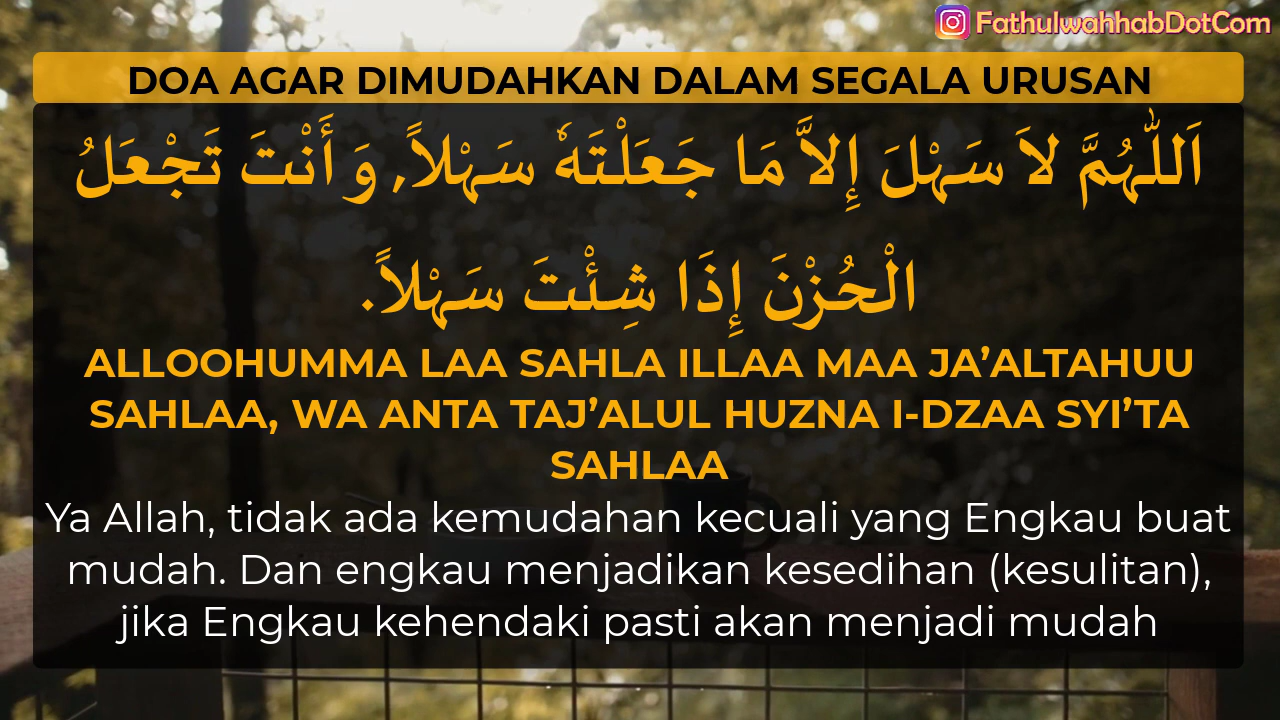 FathulwahhabDotCom
DOA AGAR DIMUDAHKAN DALAM SEGALA URUSAN
اَللّٰهُمَّ لاَ سَهْلَ إِلاَّ مَا جَعَلْتَهٗ سَهْلاً, وَ أَنْتَ تَجْعَلُ
الْحُزْنَ إِذَا شِئْتَ سَهْلاً.
ALLOOHUMMA LAA SAHLA ILLAA MAA JA’ALTAHUU
SAHLAA, WA ANTA TAJ’ALUL HUZNA I-DZAA SYI’TA
SAHLAA
Ya Allah, tidak ada kemudahan kecuali yang Engkau buat
mudah. Dan engkau menjadikan kesedihan (kesulitan),
jika Engkau kehendaki pasti akan menjadi mudah